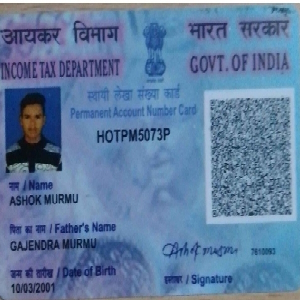 आयकर विभाग भारत सरकार
INCOME TAX DEPARTMENT GOVT. OF INDIA
स्थायी लेखा संख्या कार्ड
Permanent Account Number Card
HOTPM5073P
नाम / Name
ASHOK MURMU
पिता का नाम / Father's Name
GAJENDRA MURMU
जन्म की तारीख / Date of Birth
10/03/2001
Ashok murmu
हस्ताक्षर / Signature